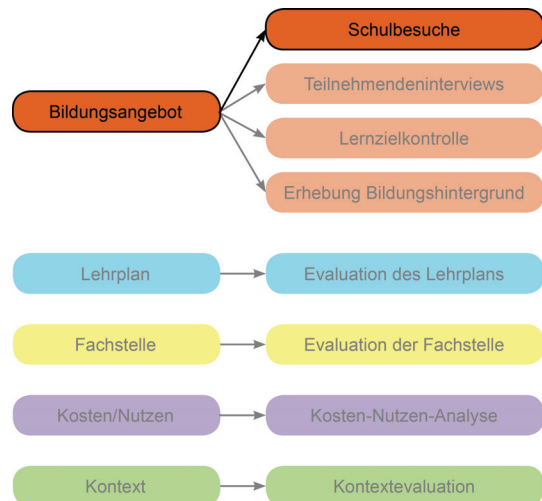 Schulbesuche
Teilnehmendeninterviews
Bildungsangebot
Lernzielkontrolle
Erhebung Bildungshintergrund
Lehrplan
Evaluation des Lehrplans
Fachstelle
Evaluation der Fachstelle
Kosten/Nutzen
Kosten-Nutzen-Analyse
Kontext
Kontextevaluation